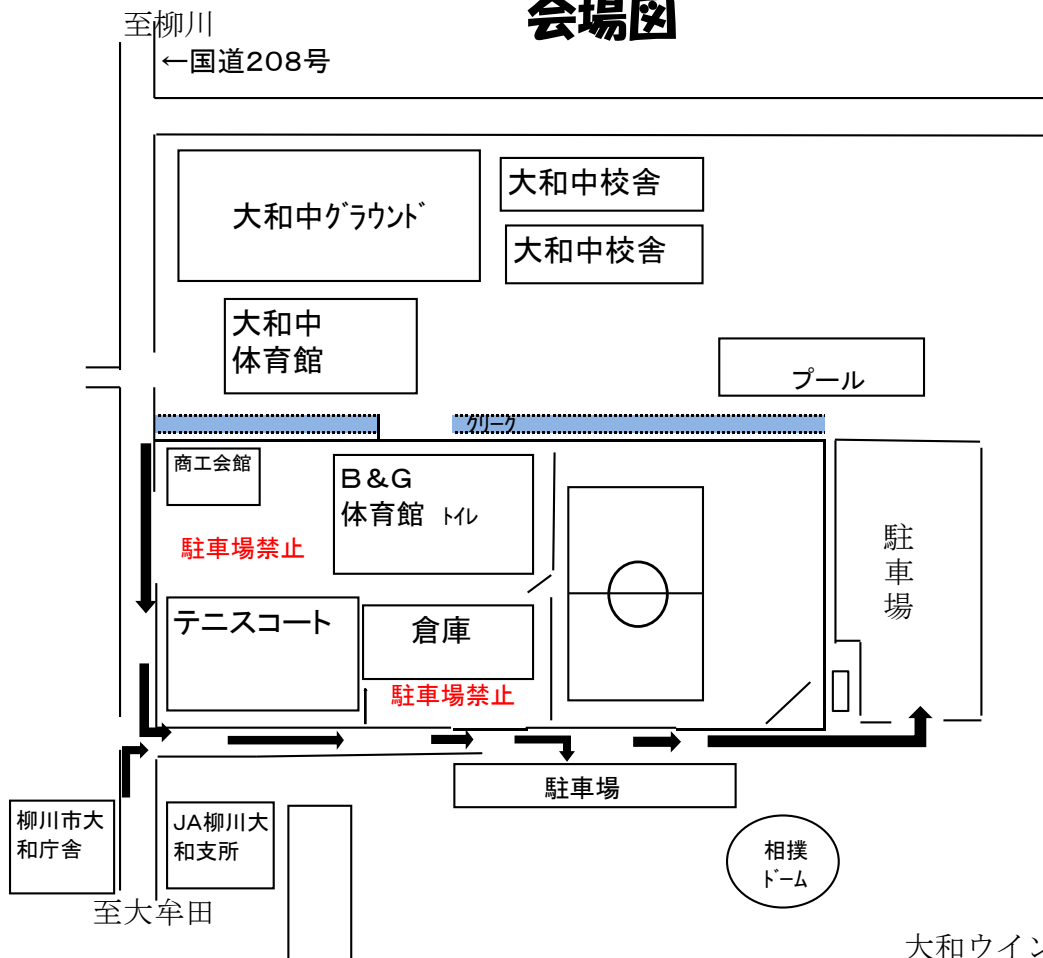 会場図
至柳川
←国道208号
大和中ｸﾞﾗｳﾝﾄﾞ
大和中校舎
大和中校舎
大和中
体育館
プール
ｸﾘｰｸ
商工会館
B&G
体育館 ﾄｲﾚ
駐車場禁止
駐車場
テニスコート
倉庫
駐車場禁止
駐車場
柳川市大
和庁舎
JA柳川大
和支所
相撲
ﾄﾞｰﾑ
至大牟田
大和ウイン